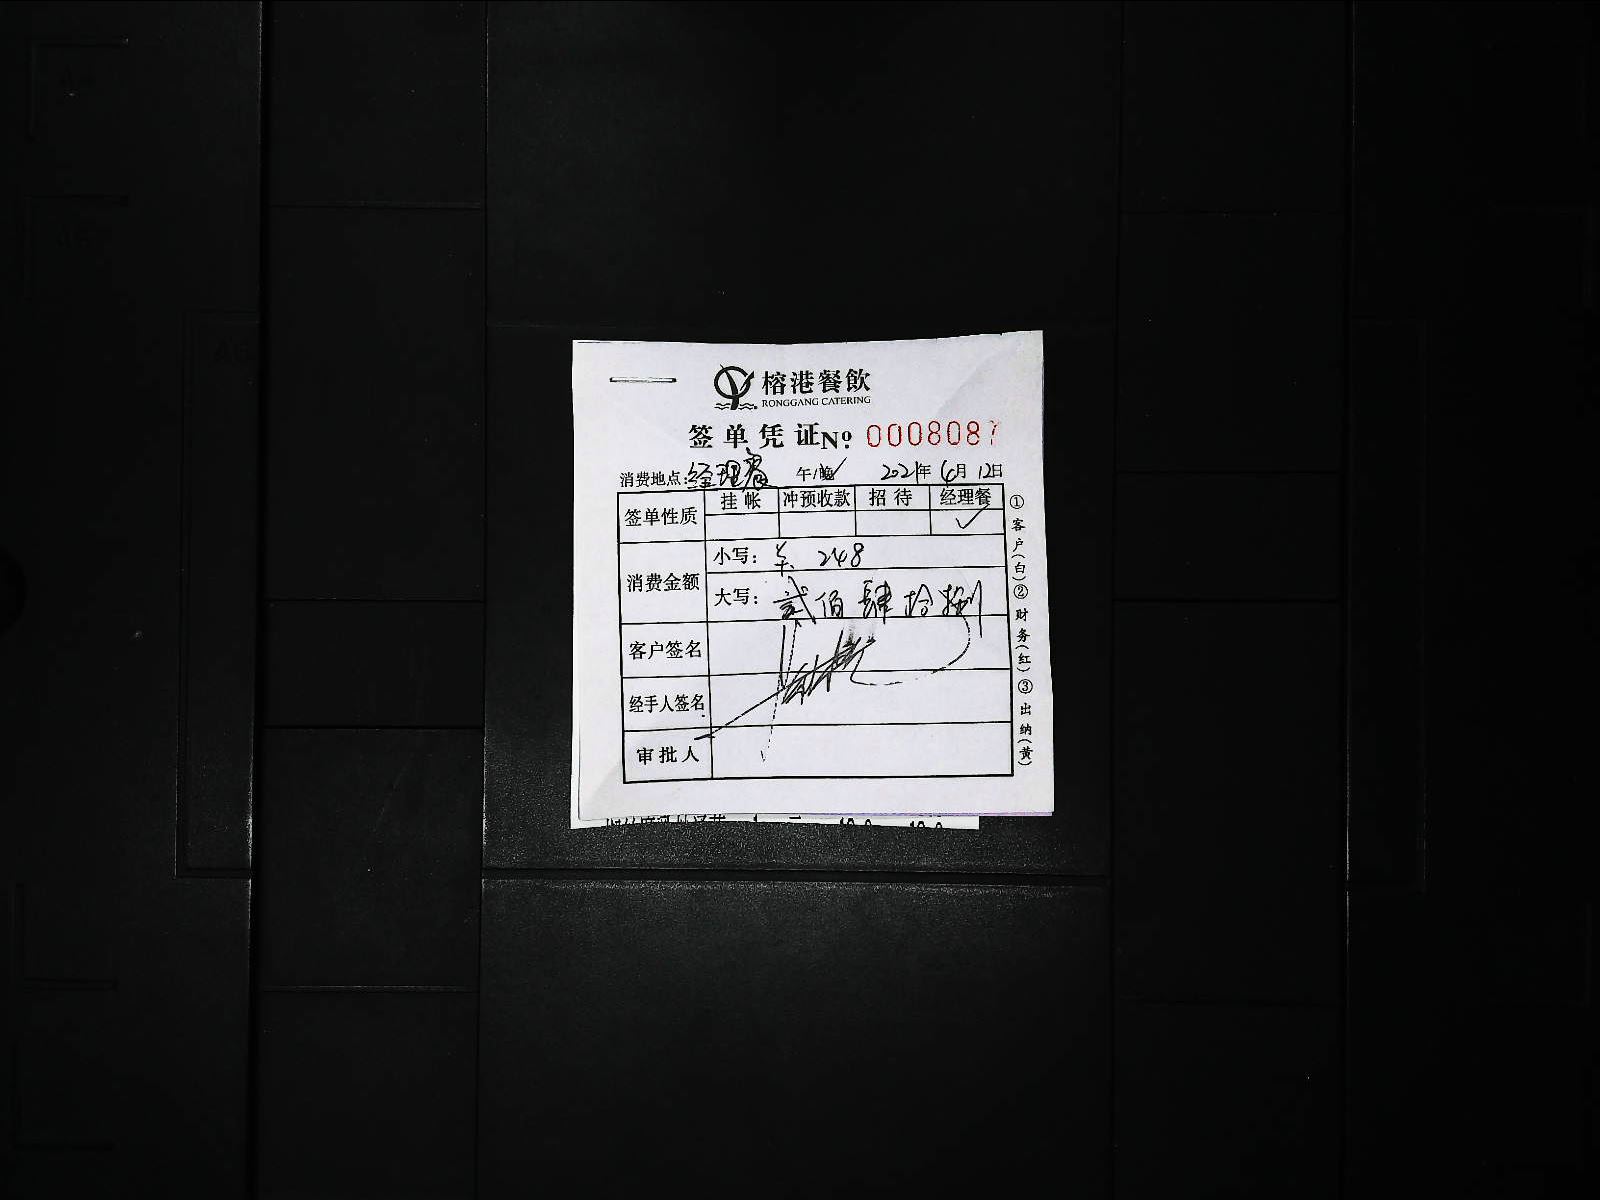 榕港餐飲
RONGGANG CATERING
签单凭证 Nº 0008087
消费地点:经理餐 午/晚✓ 2021年6月12日
签单性质 挂帐 冲预收款 招待 经理餐
✓
消费金额 小写: 248
大写: 贰佰肆拾捌
客户签名
经手人签名
审批人
①客户(白)②财务(红)③出纳(黄)